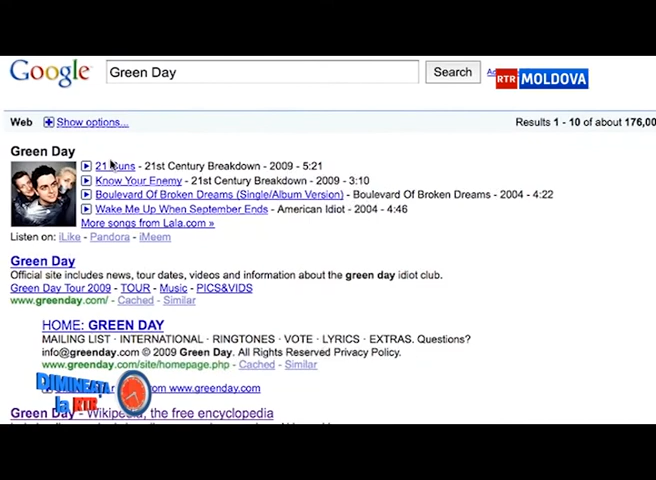 Google
Green Day
Search
RTR MOLDOVA
Web
Show options...
Results 1 - 10 of about 176,00
Green Day
21 Guns - 21st Century Breakdown - 2009 - 5:21
Know Your Enemy - 21st Century Breakdown - 2009 - 3:10
Boulevard Of Broken Dreams (Single/Album Version) - Boulevard Of Broken Dreams - 2004 - 4:22
Wake Me Up When September Ends - American Idiot - 2004 - 4:46
More songs from Lala.com »
Listen on: iLike - Pandora - iMeem
Green Day
Official site includes news, tour dates, videos and information about the green day idiot club.
Green Day Tour 2009 - TOUR - Music - PICS&VIDS
www.greenday.com/ - Cached - Similar
HOME: GREEN DAY
MAILING LIST · INTERNATIONAL · RINGTONES · VOTE · LYRICS · EXTRAS. Questions?
info@greenday.com © 2009 Green Day. All Rights Reserved Privacy Policy.
www.greenday.com/site/homepage.php - Cached - Similar
from www.greenday.com
DIMINEAȚA
la RTR
Green Day - Wikipedia, the free encyclopedia